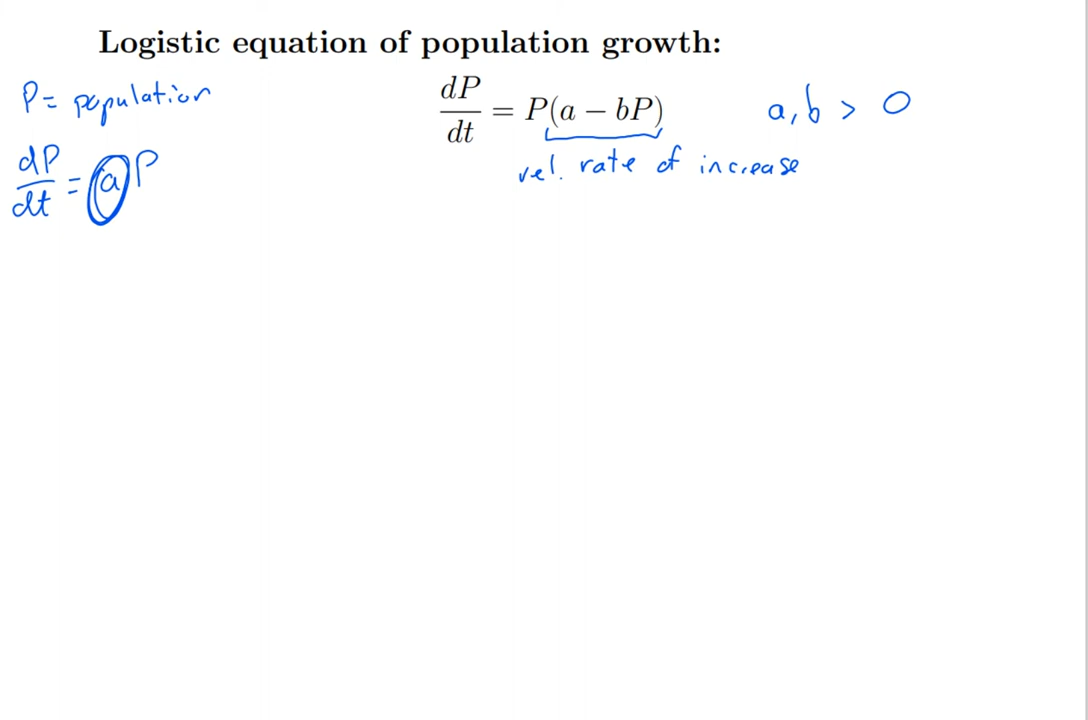 Logistic equation of population growth:
P = population
dP/dt = P(a − bP)
a, b > 0
rel. rate of increase
dP/dt = aP